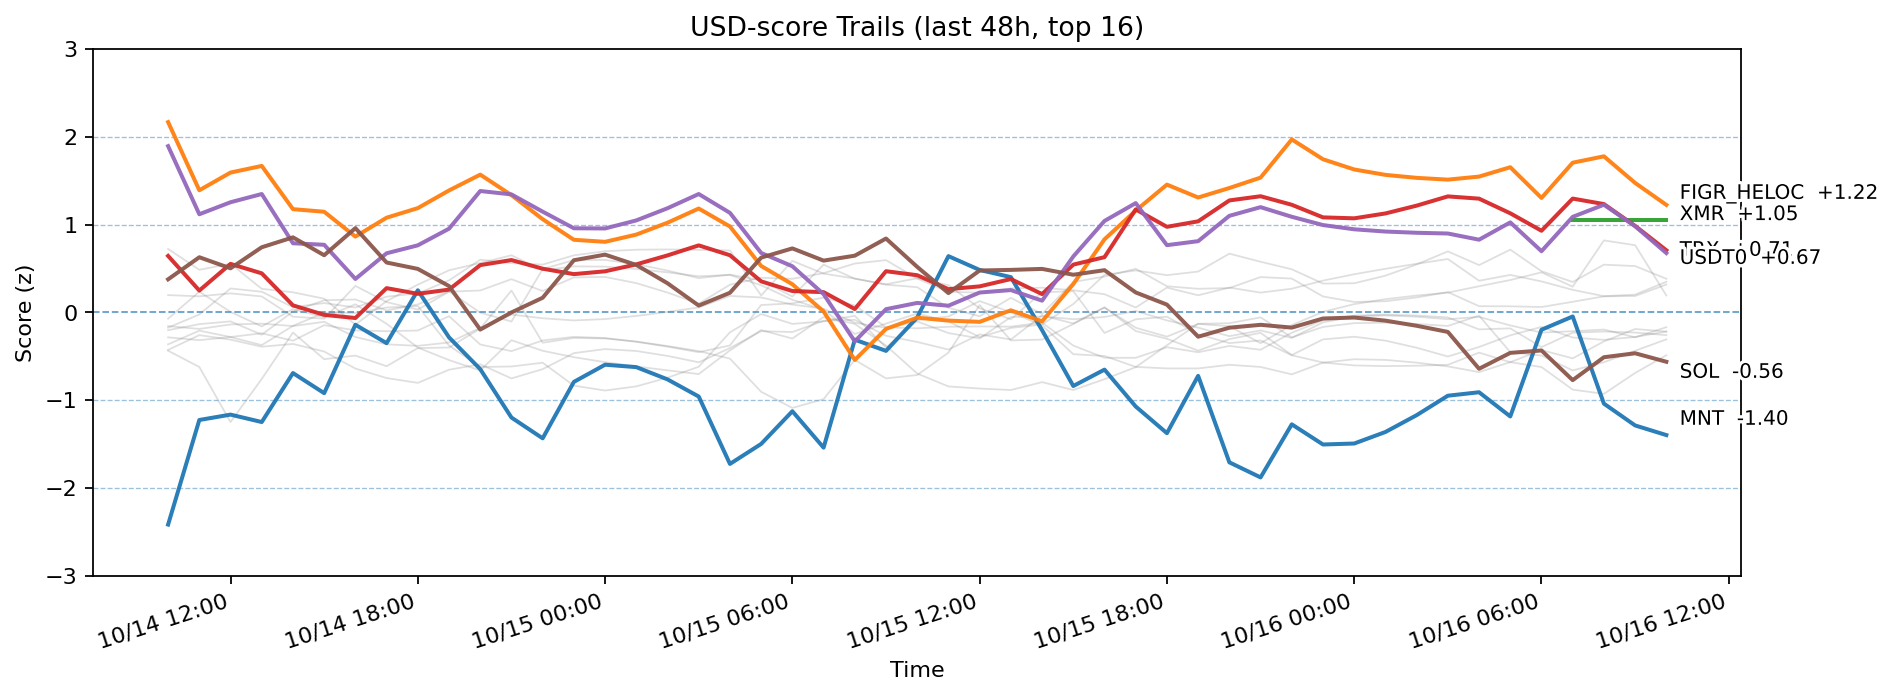 USD-score Trails (last 48h, top 16)
Score (z)
3
2
1
0
−1
−2
−3
FIGR_HELOC +1.22
XMR +1.05
USDT0 +0.67
SOL -0.56
MNT -1.40
10/14 12:00
10/14 18:00
10/15 00:00
10/15 06:00
10/15 12:00
10/15 18:00
10/16 00:00
10/16 06:00
10/16 12:00
Time